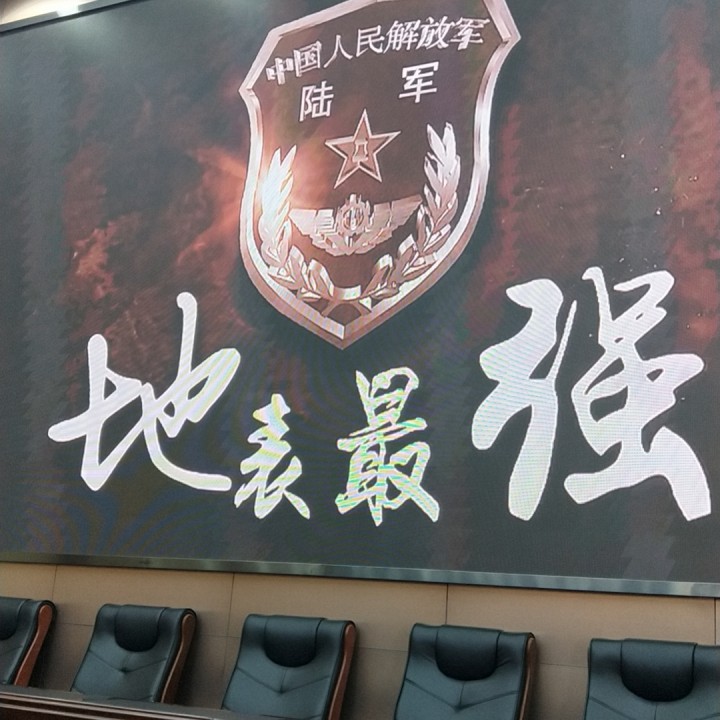 中国人民解放军
陆 军
地表最强